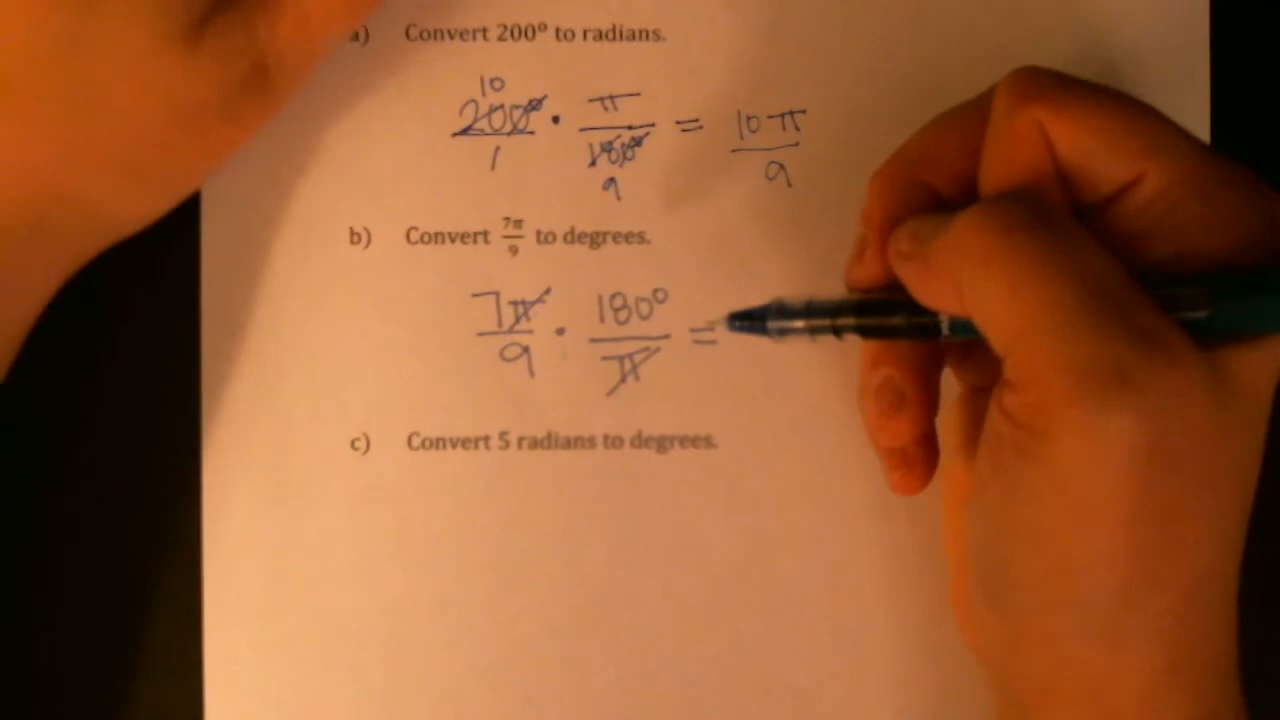 a) Convert 200° to radians.
10
200° · π = 10π
1 180° 9
9
b) Convert 7π/9 to degrees.
7π · 180° =
9 π
c) Convert 5 radians to degrees.